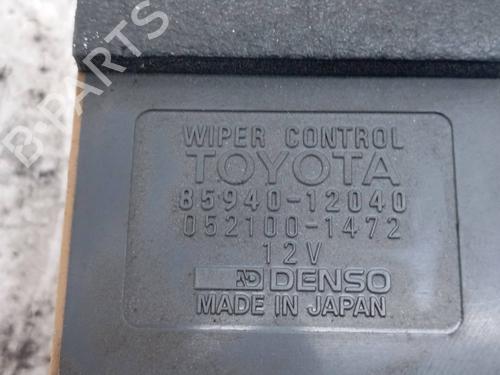 B-PARTS
WIPER CONTROL
TOYOTA
85940-12040
052100-1472
12V
ND DENSO
MADE IN JAPAN